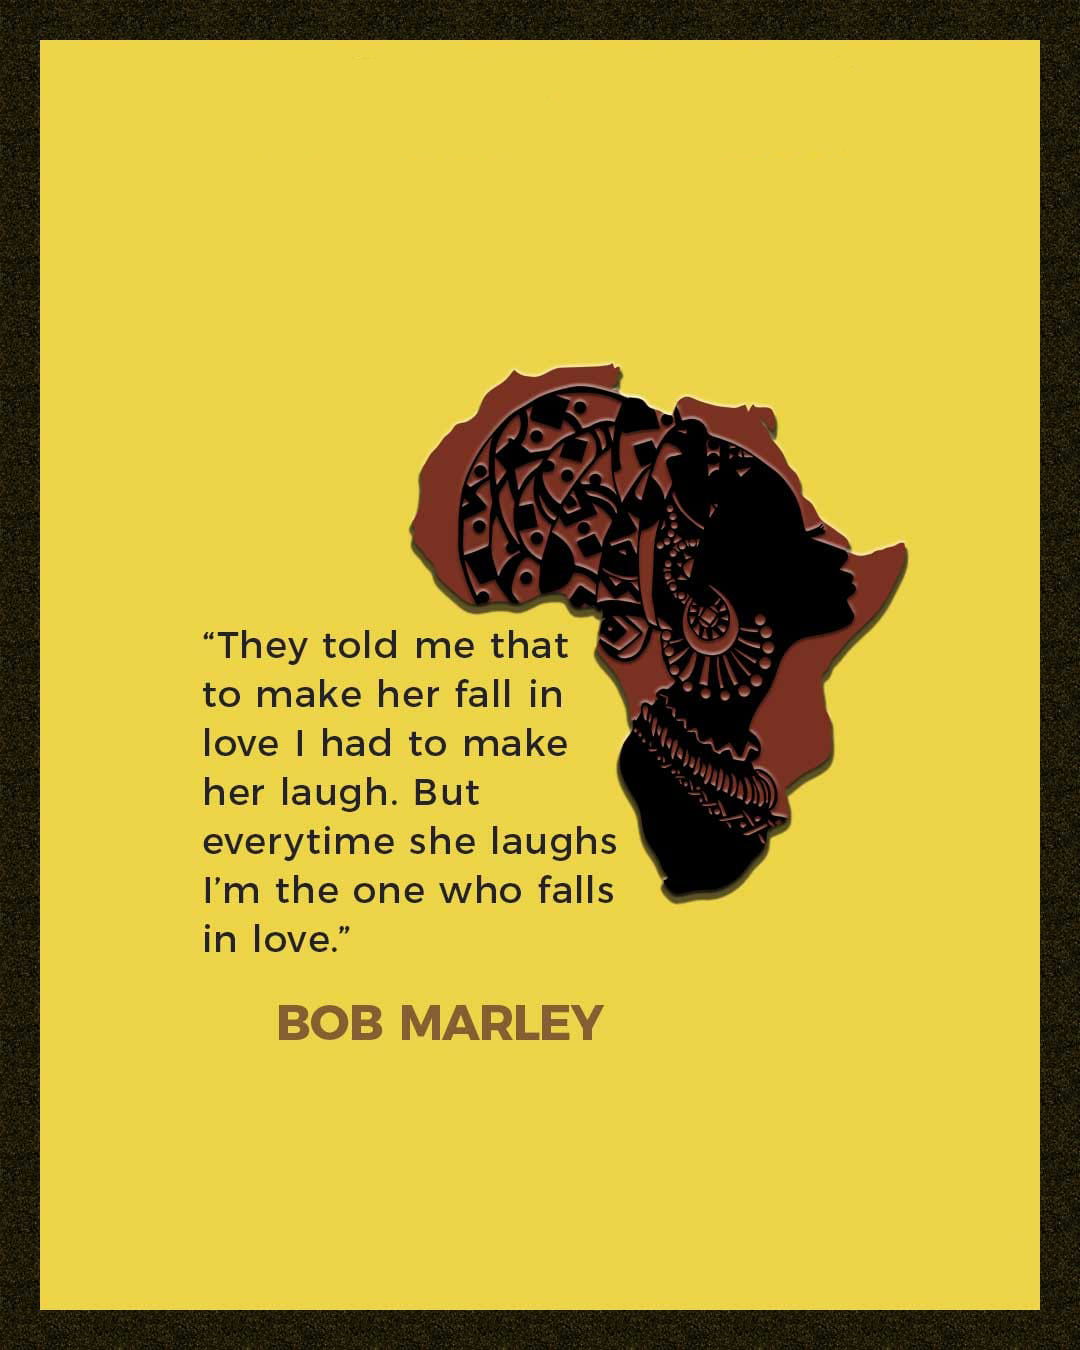 “They told me that
to make her fall in
love I had to make
her laugh. But
everytime she laughs
I’m the one who falls
in love.”
BOB MARLEY